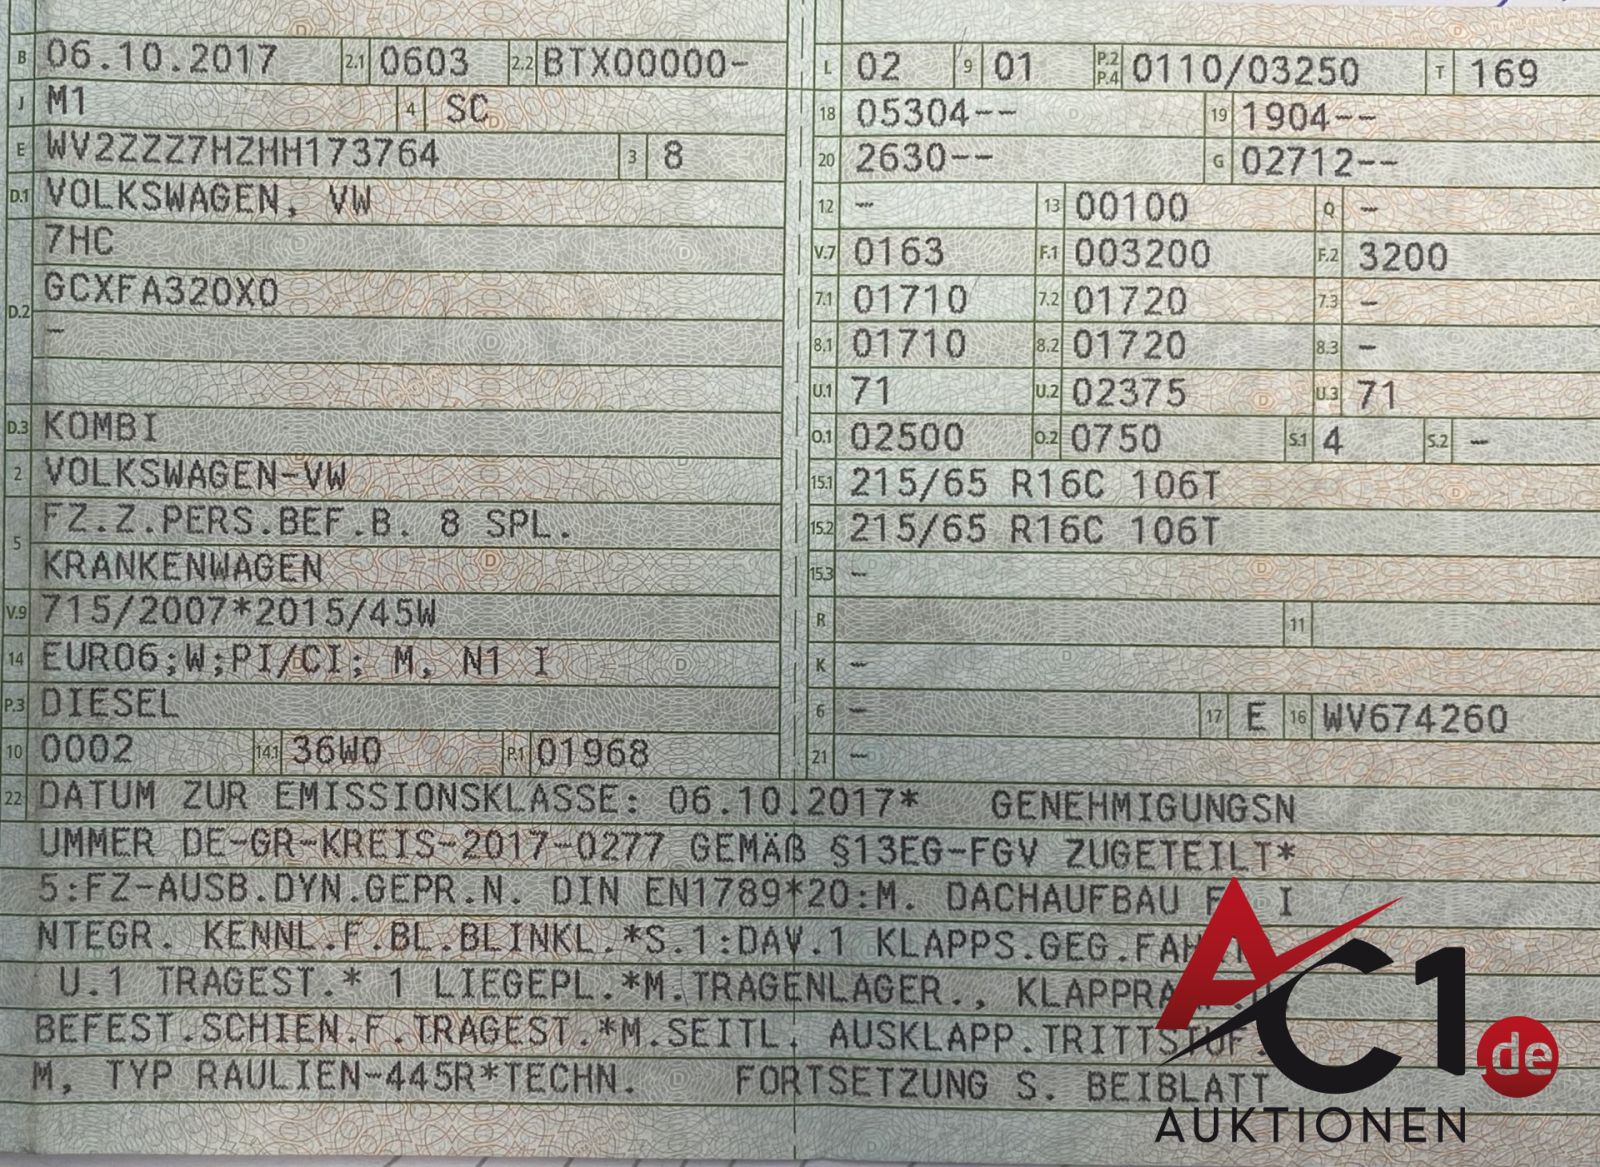 B 06.10.2017 2.1 0603 2.2 BTX00000-
J M1 4 SC
E WV2ZZZ7HZHH173764 3 8
D.1 VOLKSWAGEN, VW
7HC
D.2 GCXFA320X0
-
D.3 KOMBI
2 VOLKSWAGEN-VW
5 FZ.Z.PERS.BEF.B. 8 SPL.
KRANKENWAGEN
V.9 715/2007*2015/45W
14 EURO6;W;PI/CI; M, N1 I
P.3 DIESEL
10 0002 14.1 36W0 P.1 01968
L 02 9 01 P.2 P.4 0110/03250 T 169
18 05304-- 19 1904--
20 2630-- G 02712--
12 - 13 00100 Q -
V.7 0163 F.1 003200 F.2 3200
7.1 01710 7.2 01720 7.3 -
8.1 01710 8.2 01720 8.3 -
U.1 71 U.2 02375 U.3 71
O.1 02500 O.2 0750 S.1 4 S.2 -
15.1 215/65 R16C 106T
15.2 215/65 R16C 106T
15.3 -
R 11
K -
6 - 17 E 16 WV674260
21 -
22 DATUM ZUR EMISSIONSKLASSE: 06.10.2017* GENEHMIGUNGSN
UMMER DE-GR-KREIS-2017-0277 GEMÄß §13EG-FGV ZUGETEILT*
5:FZ-AUSB.DYN.GEPR.N. DIN EN1789*20:M. DACHAUFBAU F. I
NTEGR. KENNL.F.BL.BLINKL.*S.1:DAV.1 KLAPPS.GEG.FAHRT
U.1 TRAGEST.* 1 LIEGEPL.*M.TRAGENLAGER.,
BEFEST.SCHIEN.F.TRAGEST.*M.SEITL. AUSKLAPP.TRITTSTUF.
M, TYP RAULIEN-445R*TECHN. FORTSETZUNG S. BEIBLATT
AC1.de
AUKTIONEN